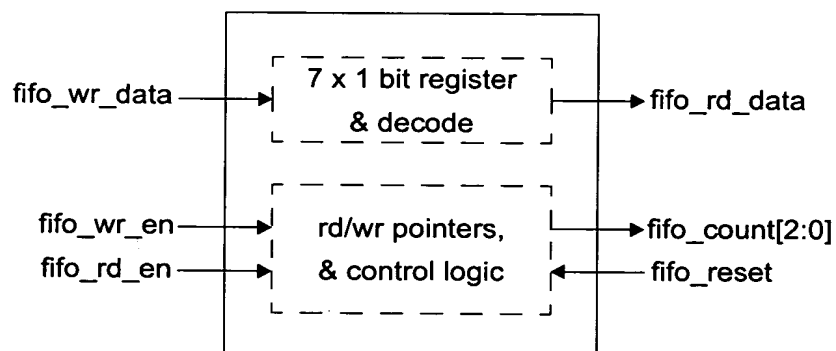 7 x 1 bit register
& decode
fifo_wr_data
fifo_rd_data
fifo_wr_en
fifo_rd_en
rd/wr pointers,
& control logic
fifo_count[2:0]
fifo_reset